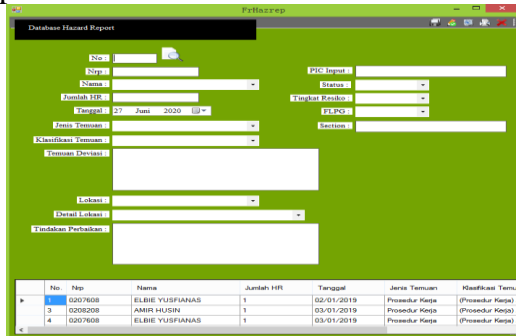 FrHazrep
Database Hazard Report
No :
Nrp :
PIC Input :
Nama :
Status :
Jumlah HR :
Tingkat Resiko :
Tanggal : 27 Juni 2020
FLPG :
Jenis Temuan :
Section :
Klasifikasi Temuan :
Temuan Deviasi :
Lokasi :
Detail Lokasi :
Tindakan Perbaikan :
No. Nrp Nama Jumlah HR Tanggal Jenis Temuan Klasfikasi Temu
1 0207608 ELBIE YUSFIANAS 1 02/01/2019 Prosedur Kerja (Prosedur Kerja)
3 0208208 AMIR HUSIN 1 03/01/2019 Prosedur Kerja (Prosedur Kerja)
4 0207608 ELBIE YUSFIANAS 1 03/01/2019 Prosedur Kerja (Prosedur Kerja)